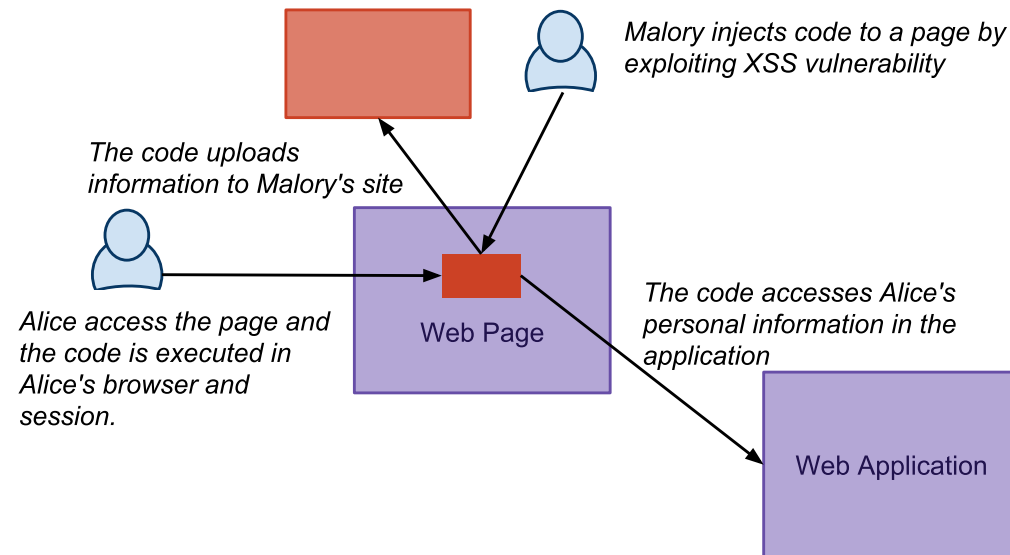 Malory injects code to a page by
exploiting XSS vulnerability
The code uploads
information to Malory's site
Alice access the page and
the code is executed in
Alice's browser and
session.
Web Page
The code accesses Alice's
personal information in the
application
Web Application